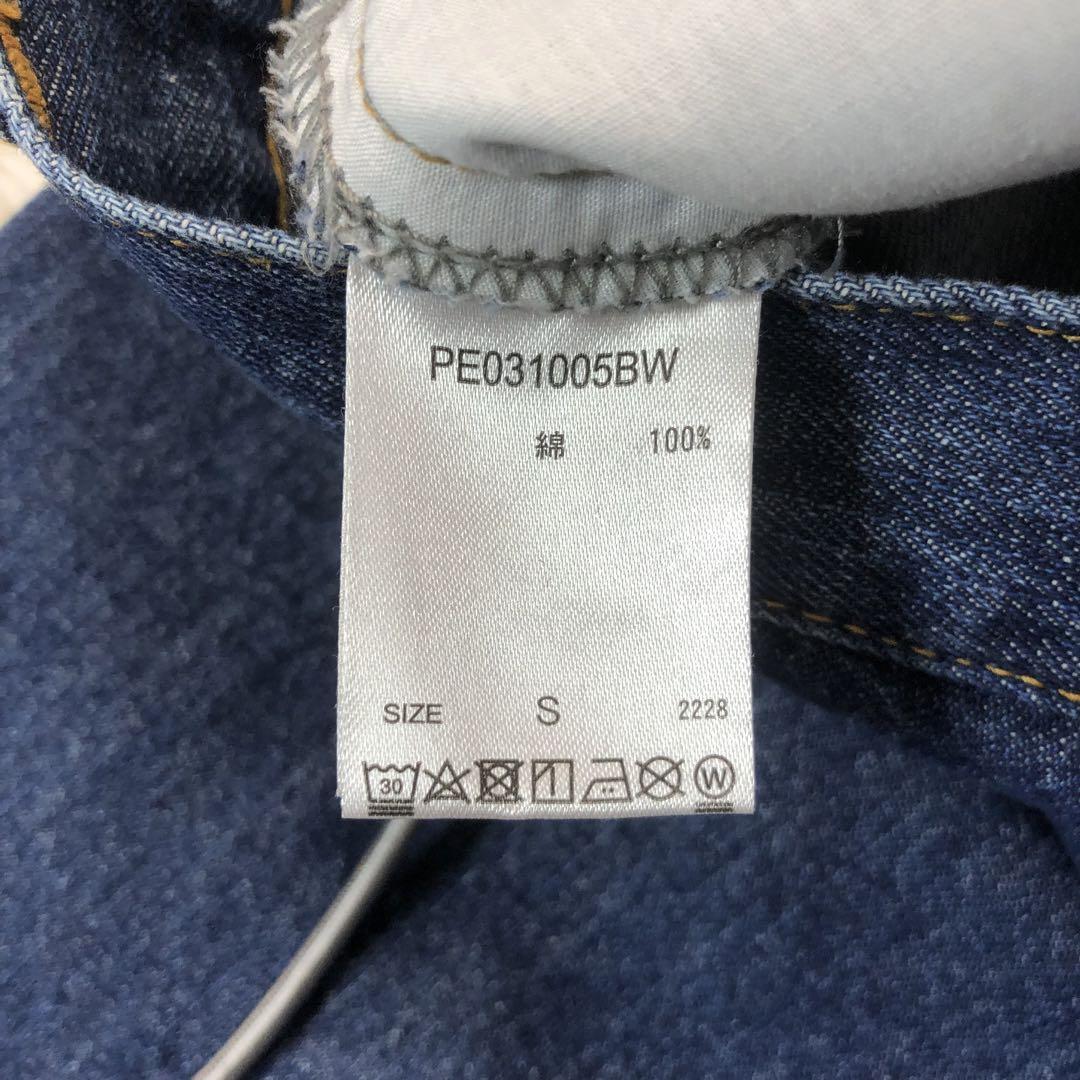 PE031005BW
綿 100%
SIZE S 2228
30 W